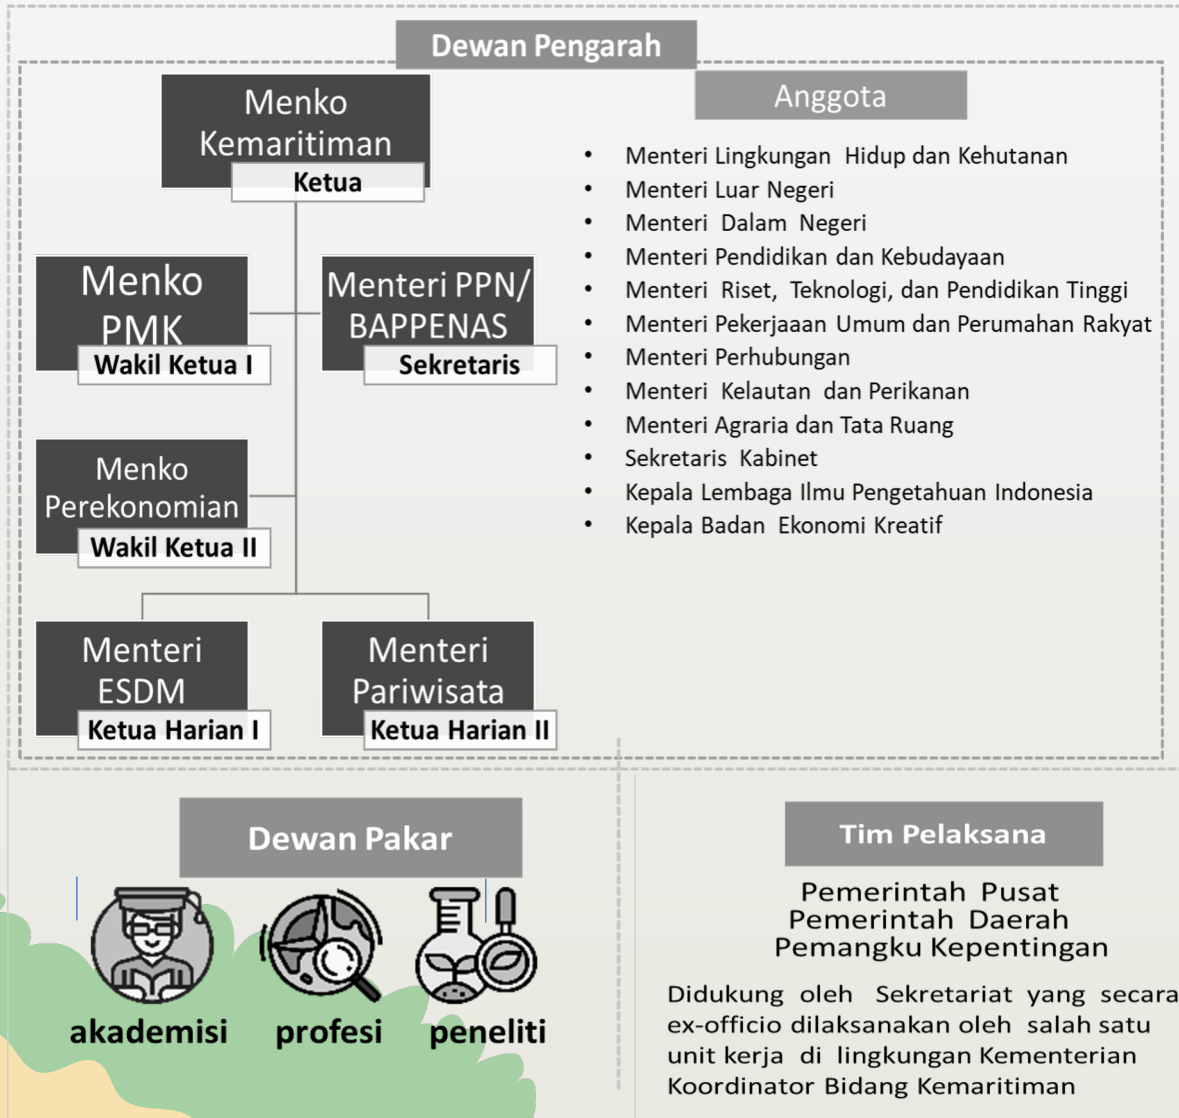 Dewan Pengarah
Menko
Kemaritiman
Ketua
Menko
PMK
Wakil Ketua I
Menteri PPN/
BAPPENAS
Sekretaris
Menko
Perekonomian
Wakil Ketua II
Menteri
ESDM
Ketua Harian I
Menteri
Pariwisata
Ketua Harian II
Anggota
• Menteri Lingkungan Hidup dan Kehutanan
• Menteri Luar Negeri
• Menteri Dalam Negeri
• Menteri Pendidikan dan Kebudayaan
• Menteri Riset, Teknologi, dan Pendidikan Tinggi
• Menteri Pekerjaaan Umum dan Perumahan Rakyat
• Menteri Perhubungan
• Menteri Kelautan dan Perikanan
• Menteri Agraria dan Tata Ruang
• Sekretaris Kabinet
• Kepala Lembaga Ilmu Pengetahuan Indonesia
• Kepala Badan Ekonomi Kreatif
Dewan Pakar
akademisi
profesi
peneliti
Tim Pelaksana
Pemerintah Pusat
Pemerintah Daerah
Pemangku Kepentingan
Didukung oleh Sekretariat yang secara
ex-officio dilaksanakan oleh salah satu
unit kerja di lingkungan Kementerian
Koordinator Bidang Kemaritiman